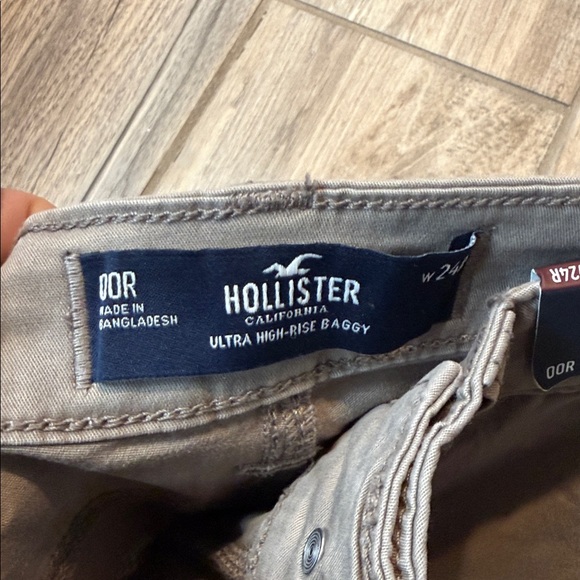 00R
MADE IN
BANGLADESH
HOLLISTER
CALIFORNIA
ULTRA HIGH-RISE BAGGY
W 24
24R
00R